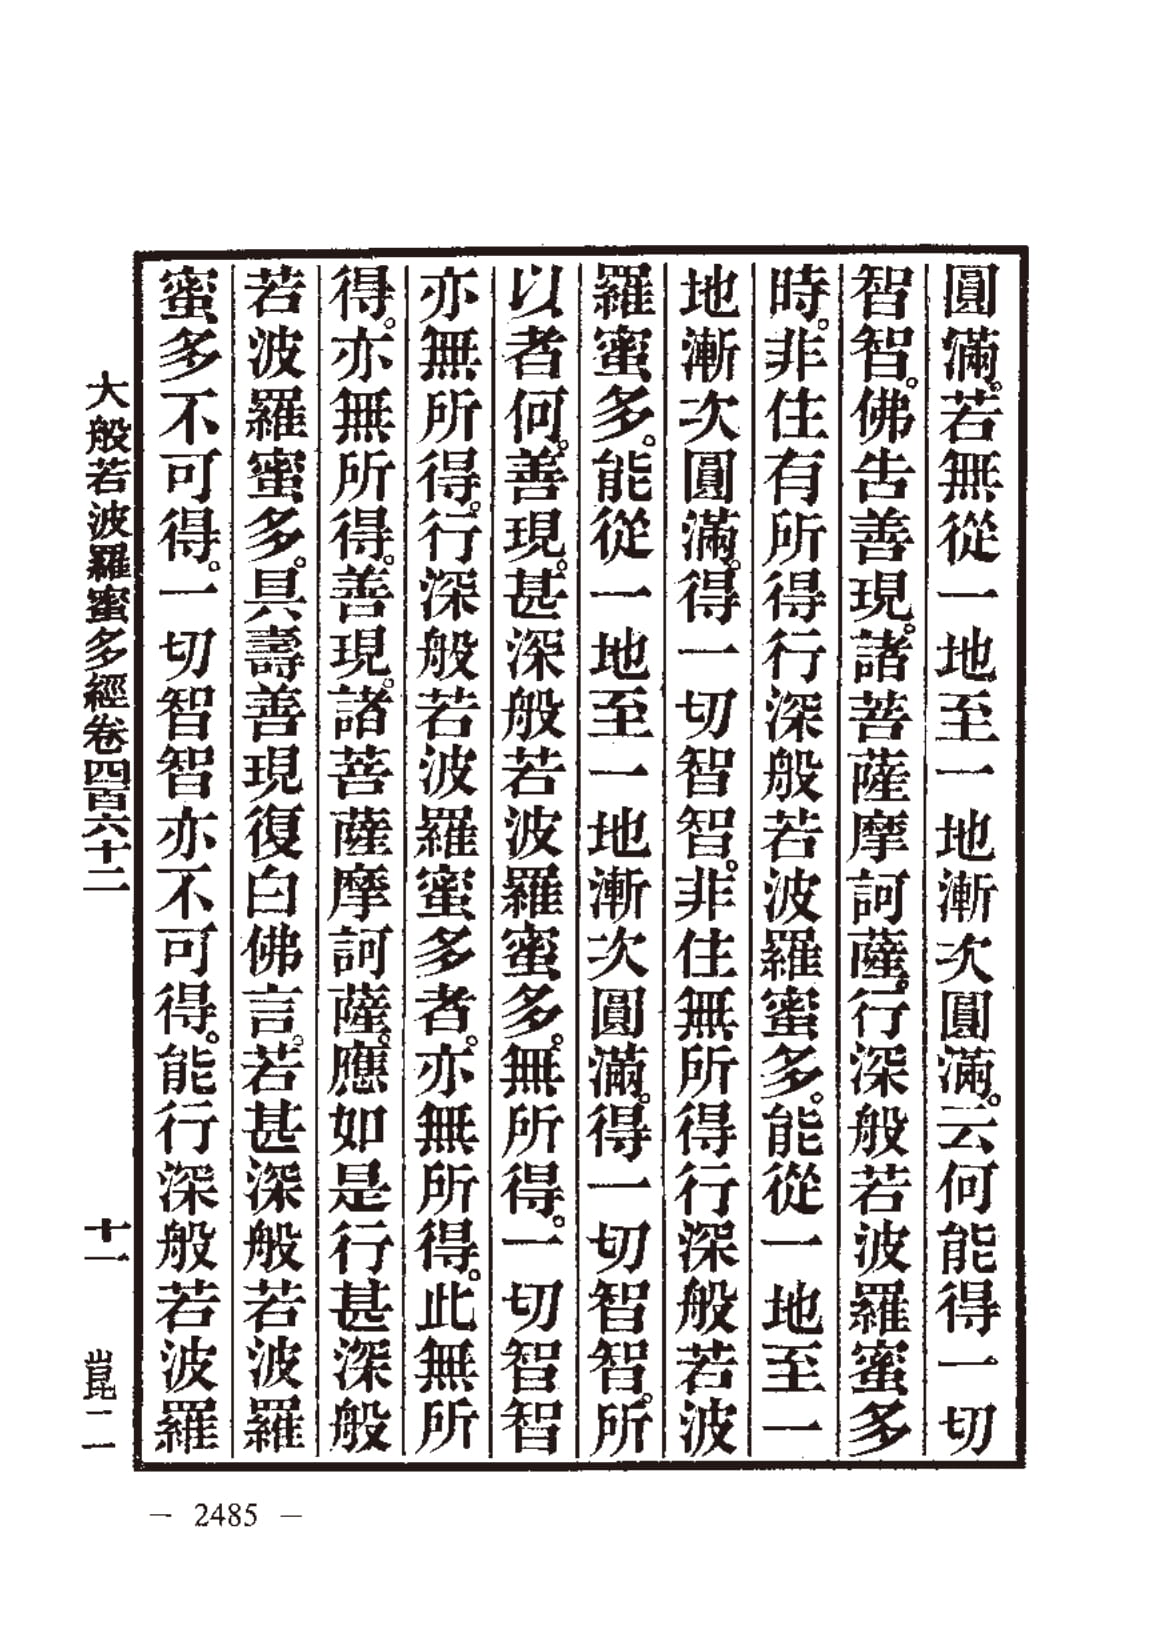 圓滿。若無從一地至一地漸次圓滿。云何能得一切
智智。佛告善現。諸菩薩摩訶薩。行深般若波羅蜜多
時。非住有所得行深般若波羅蜜多。能從一地至一
地漸次圓滿。得一切智智。非住無所得行深般若波
羅蜜多。能從一地至一地漸次圓滿。得一切智智。所
以者何。善現。甚深般若波羅蜜多。無所得。一切智智
亦無所得。行深般若波羅蜜多者。亦無所得。此無所
得。亦無所得。善現。諸菩薩摩訶薩。應如是行甚深般
若波羅蜜多。具壽善現復白佛言。若甚深般若波羅
蜜多不可得。一切智智亦不可得。能行深般若波羅
大般若波羅蜜多經卷四百六十二 十一 崑二
— 2485 —